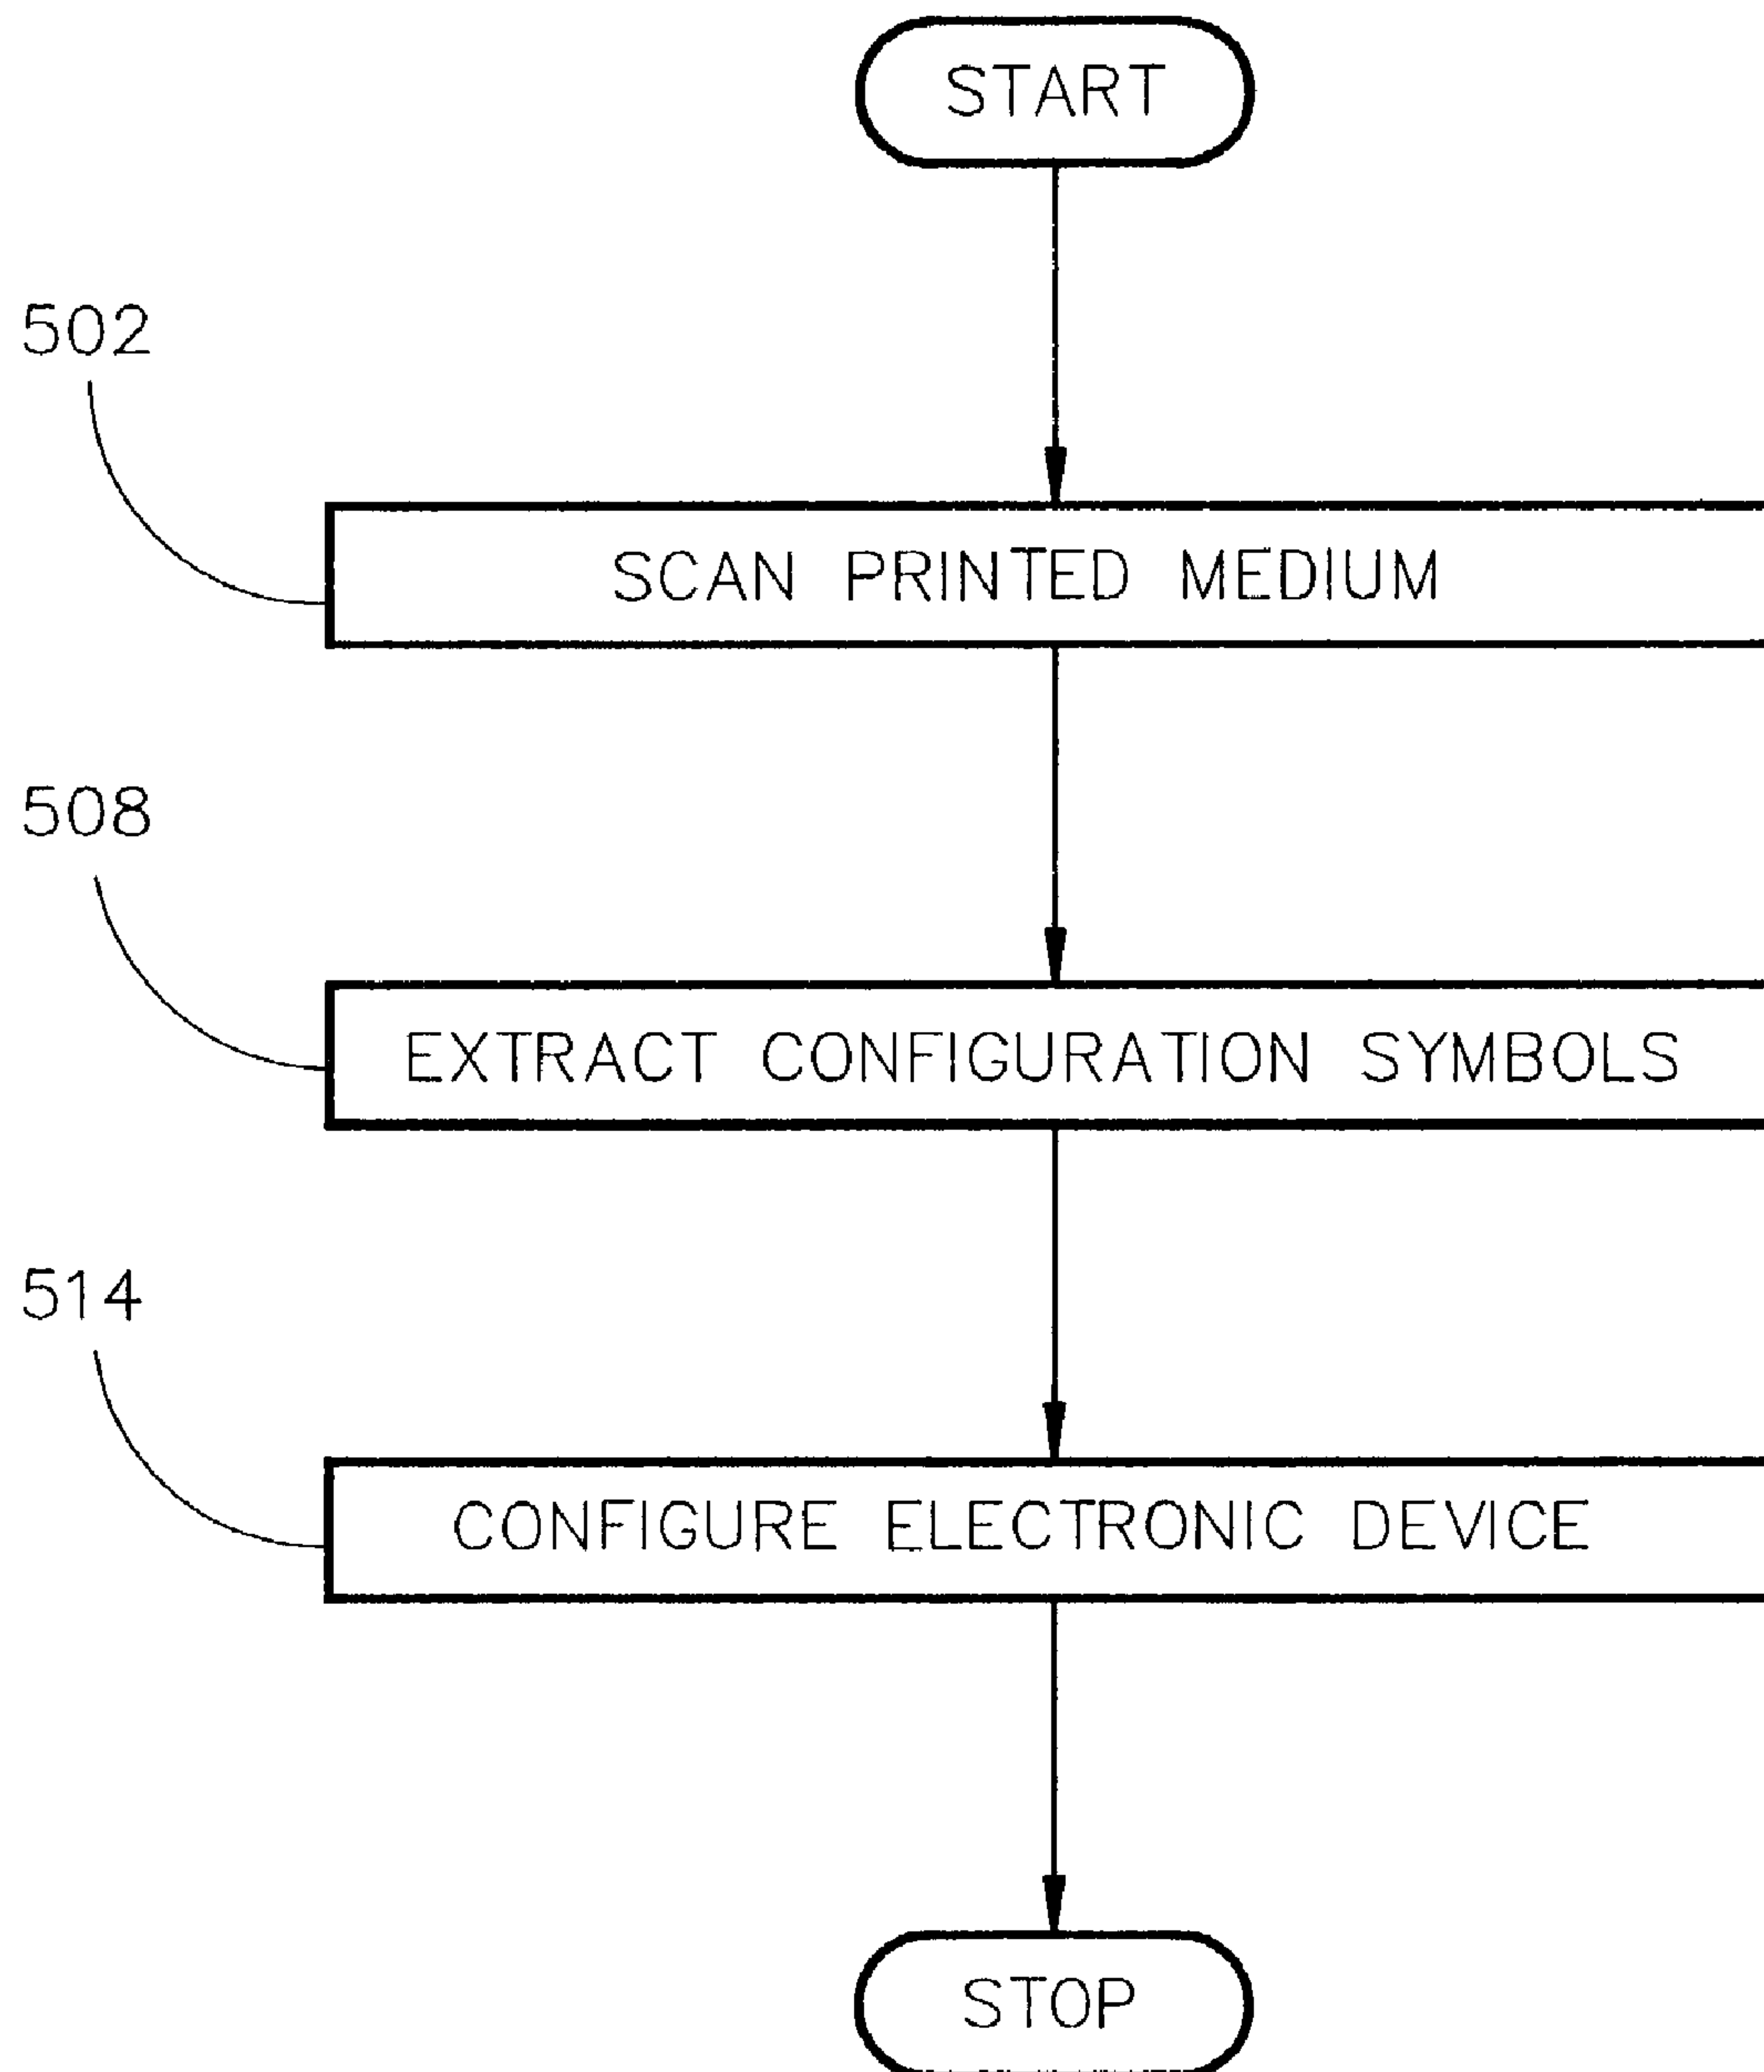 START
502
SCAN PRINTED MEDIUM
508
EXTRACT CONFIGURATION SYMBOLS
514
CONFIGURE ELECTRONIC DEVICE
STOP